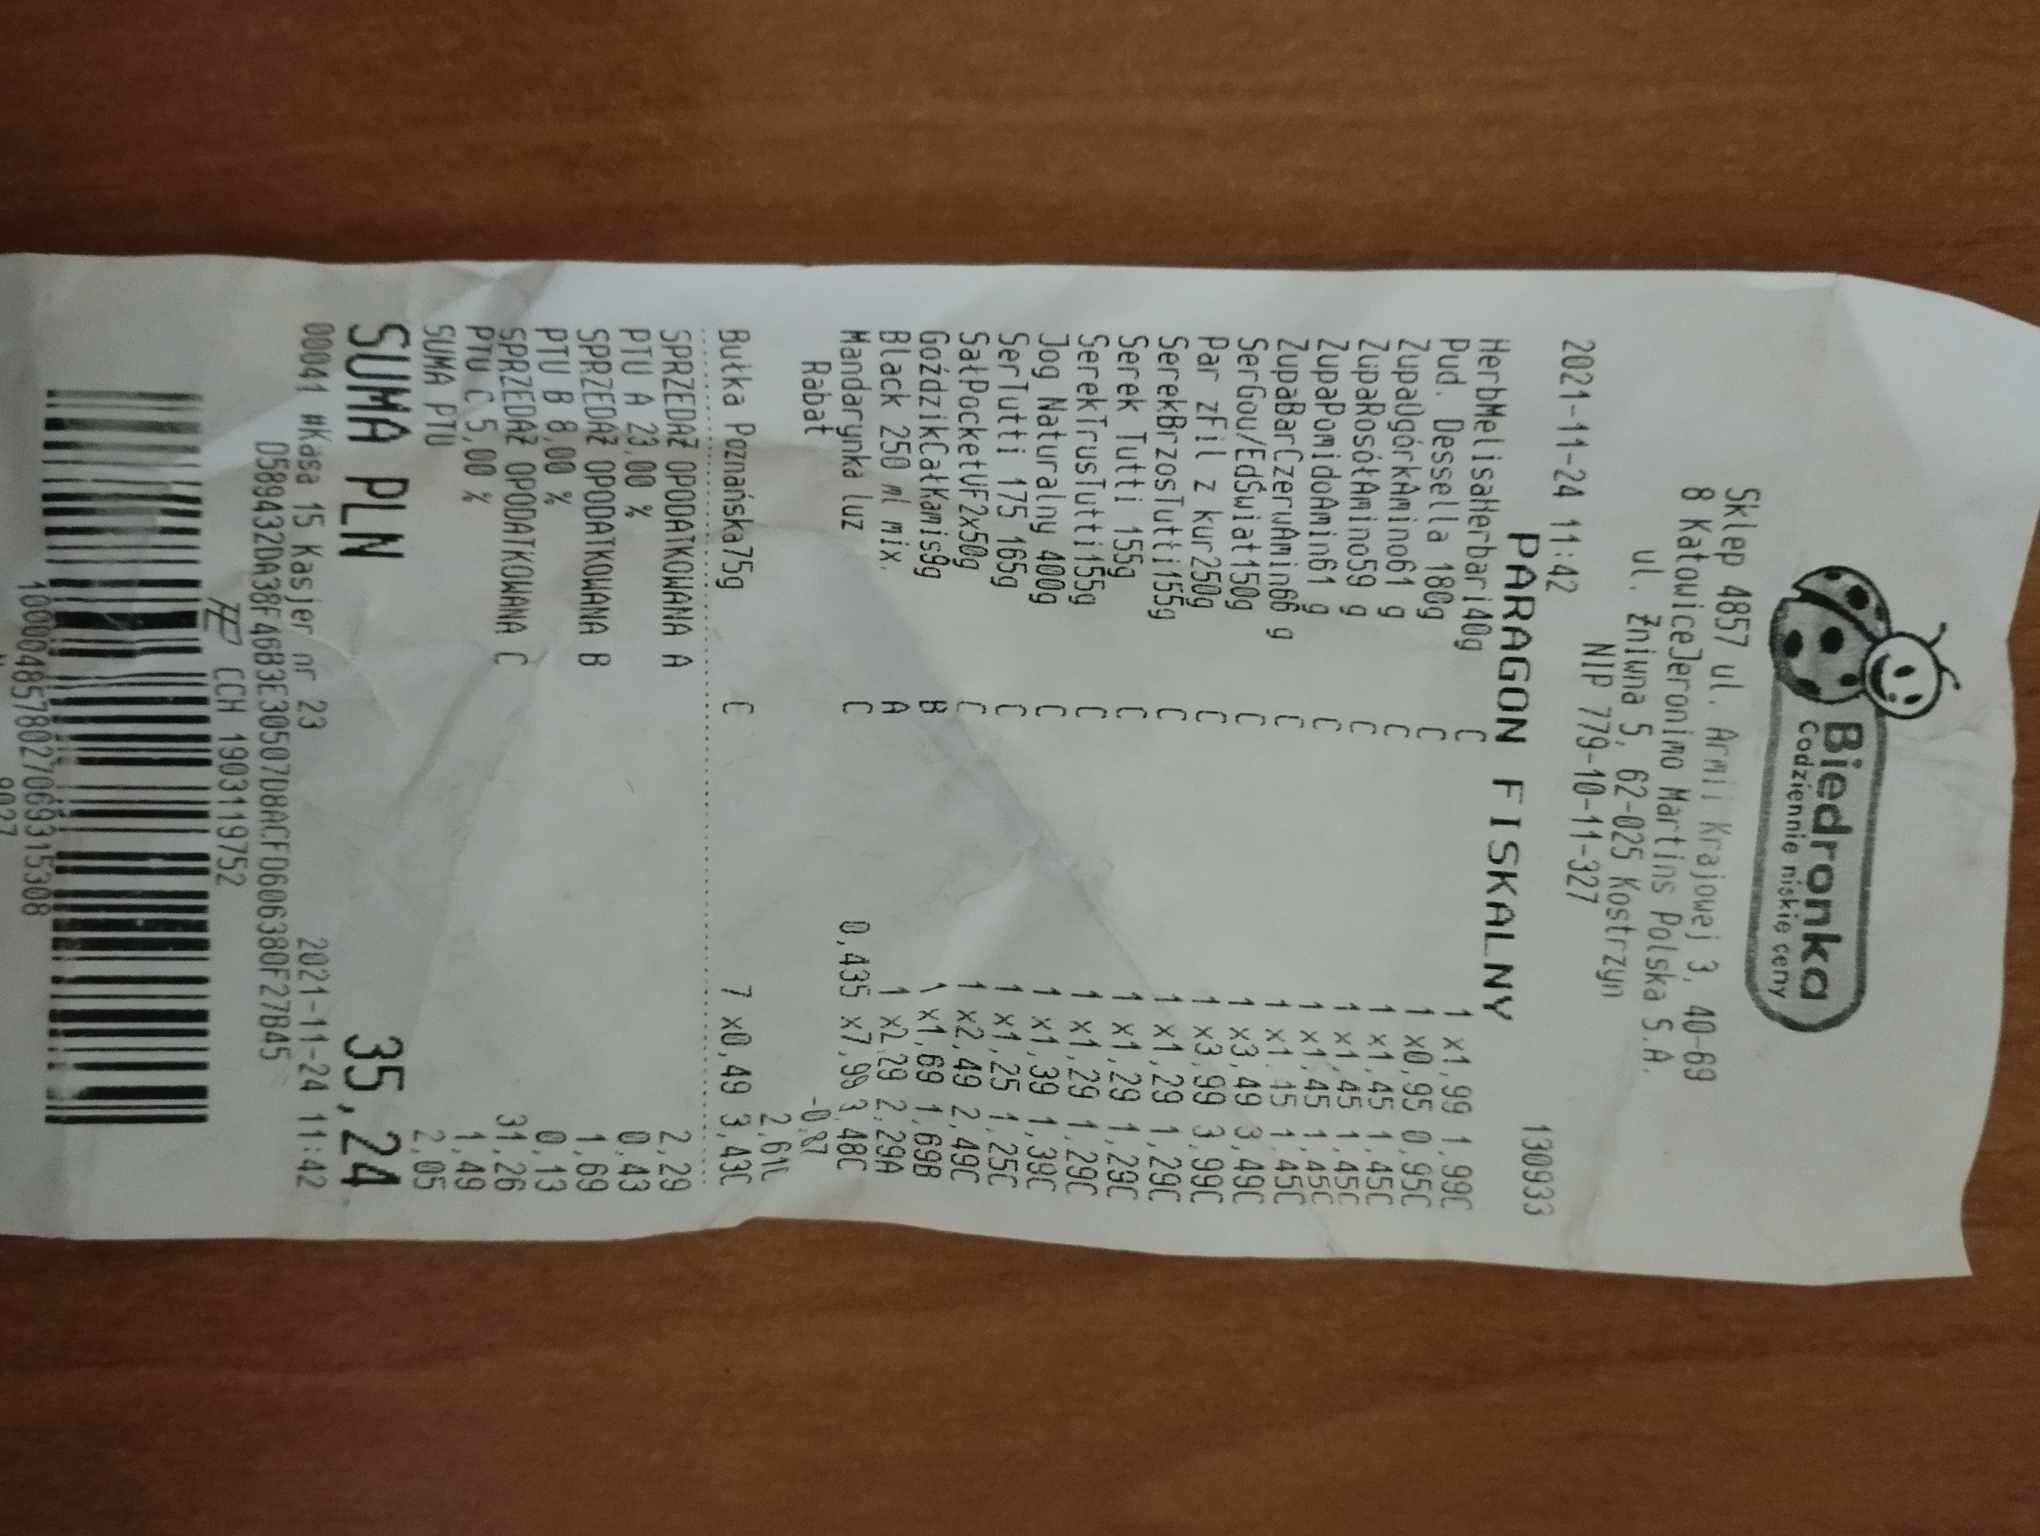 Biedronka
Codziennie niskie ceny
Sklep 4857 ul. Armii Krajowej 3, 40-69
8 KatowiceJeronimo Martins Polska S.A.
ul. Żniwna 5, 62-025 Kostrzyn
NIP 779-10-11-327
2021-11-24 11:42 130933
PARAGON FISKALNY
HerbMelisaHerbari40g C 1 x1,99 1,99C
Pud. Dessella 180g C 1 x0,95 0,95C
ZupaOgórkAmino61 g C 1 x1,45 1,45C
ZupaRosółAmino59 g C 1 x1,45 1,45C
ZupaPomidoAmin61 g C 1 x1,45 1,45C
ZupaBarCzerwAmin66 g C 1 x1,45 1,45C
SerGou/EdŚwiat150g C 1 x3,49 3,49C
Par zFil z kur250g C 1 x3,99 3,99C
SerekBrzosTutti155g C 1 x1,29 1,29C
Serek Tutti 155g C 1 x1,29 1,29C
SerekTrusTutti155g C 1 x1,29 1,29C
Jog Naturalny 400g C 1 x1,39 1,39C
SerTutti 175 165g C 1 x1,25 1,25C
SałPocketUF2x50g C 1 x2,49 2,49C
GoździkCałKamis9g B 1 x1,69 1,69B
Black 250 ml mix. A 1 x2,29 2,29A
Mandarynka luz C 0,435 x7,99 3,48C
Rabat -0,87
2,61C
Bułka Poznańska75g C 7 x0,49 3,43C
SPRZEDAŻ OPODATKOWANA A 2,29
PTU A 23,00 % 0,43
SPRZEDAŻ OPODATKOWANA B 1,69
PTU B 8,00 % 0,13
SPRZEDAŻ OPODATKOWANA C 31,26
PTU C 5,00 % 1,49
SUMA PTU 2,05
SUMA PLN 35,24
00041 #Kasa 15 Kasjer nr 23 2021-11-24 11:42
D589432DA38F46B3E30507D8ACFD606380F27B45
CCH 1903119752
1000048578027069315308